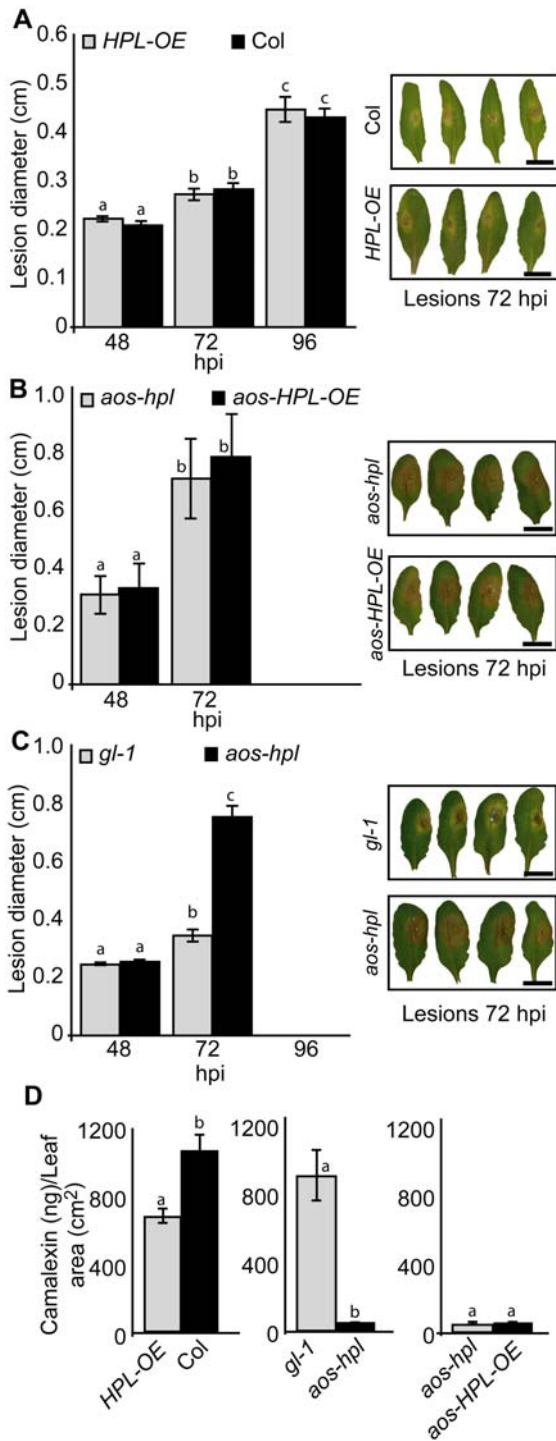 A
HPL-OE Col
Lesion diameter (cm)
0.6
0.5
0.4
0.3
0.2
0.1
0
a a b b c c
48 72 96
hpi
Col
HPL-OE
Lesions 72 hpi
B
aos-hpl aos-HPL-OE
Lesion diameter (cm)
1.0
0.8
0.6
0.4
0.2
0
a a b b
48 72
hpi
aos-hpl
aos-HPL-OE
Lesions 72 hpi
C
gl-1 aos-hpl
Lesion diameter (cm)
1.0
0.8
0.6
0.4
0.2
0
a a b c
48 72 96
hpi
gl-1
aos-hpl
Lesions 72 hpi
D
Camalexin (ng)/Leaf
area (cm2)
1200
800
400
0
a b
HPL-OE Col
1200
800
400
0
a b
gl-1 aos-hpl
1200
800
400
0
a a
aos-hpl aos-HPL-OE